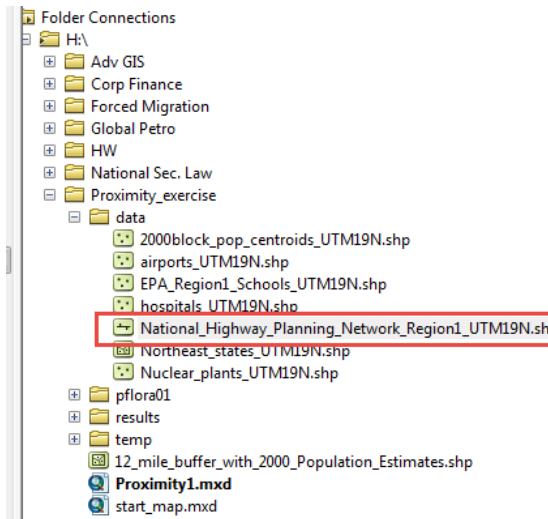 Folder Connections
H:\
Adv GIS
Corp Finance
Forced Migration
Global Petro
HW
National Sec. Law
Proximity_exercise
data
2000block_pop_centroids_UTM19N.shp
airports_UTM19N.shp
EPA_Region1_Schools_UTM19N.shp
hospitals_UTM19N.shp
National_Highway_Planning_Network_Region1_UTM19N.sh
Northeast_states_UTM19N.shp
Nuclear_plants_UTM19N.shp
pflora01
results
temp
12_mile_buffer_with_2000_Population_Estimates.shp
Proximity1.mxd
start_map.mxd